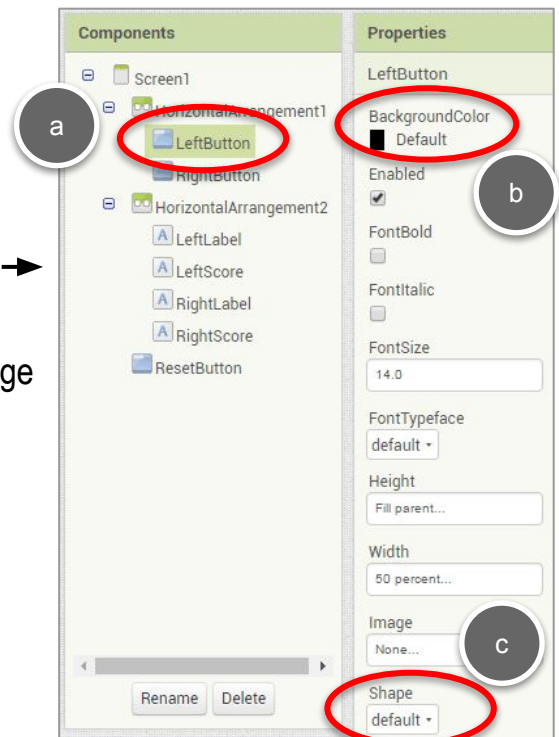 Components
Screen1
HorizontalArrangement1
a
LeftButton
RightButton
HorizontalArrangement2
LeftLabel
LeftScore
RightLabel
RightScore
ResetButton
ge
Rename Delete
Properties
LeftButton
BackgroundColor
Default
Enabled
b
FontBold
FontItalic
FontSize
14.0
FontTypeface
default
Height
Fill parent...
Width
50 percent...
Image
None...
c
Shape
default